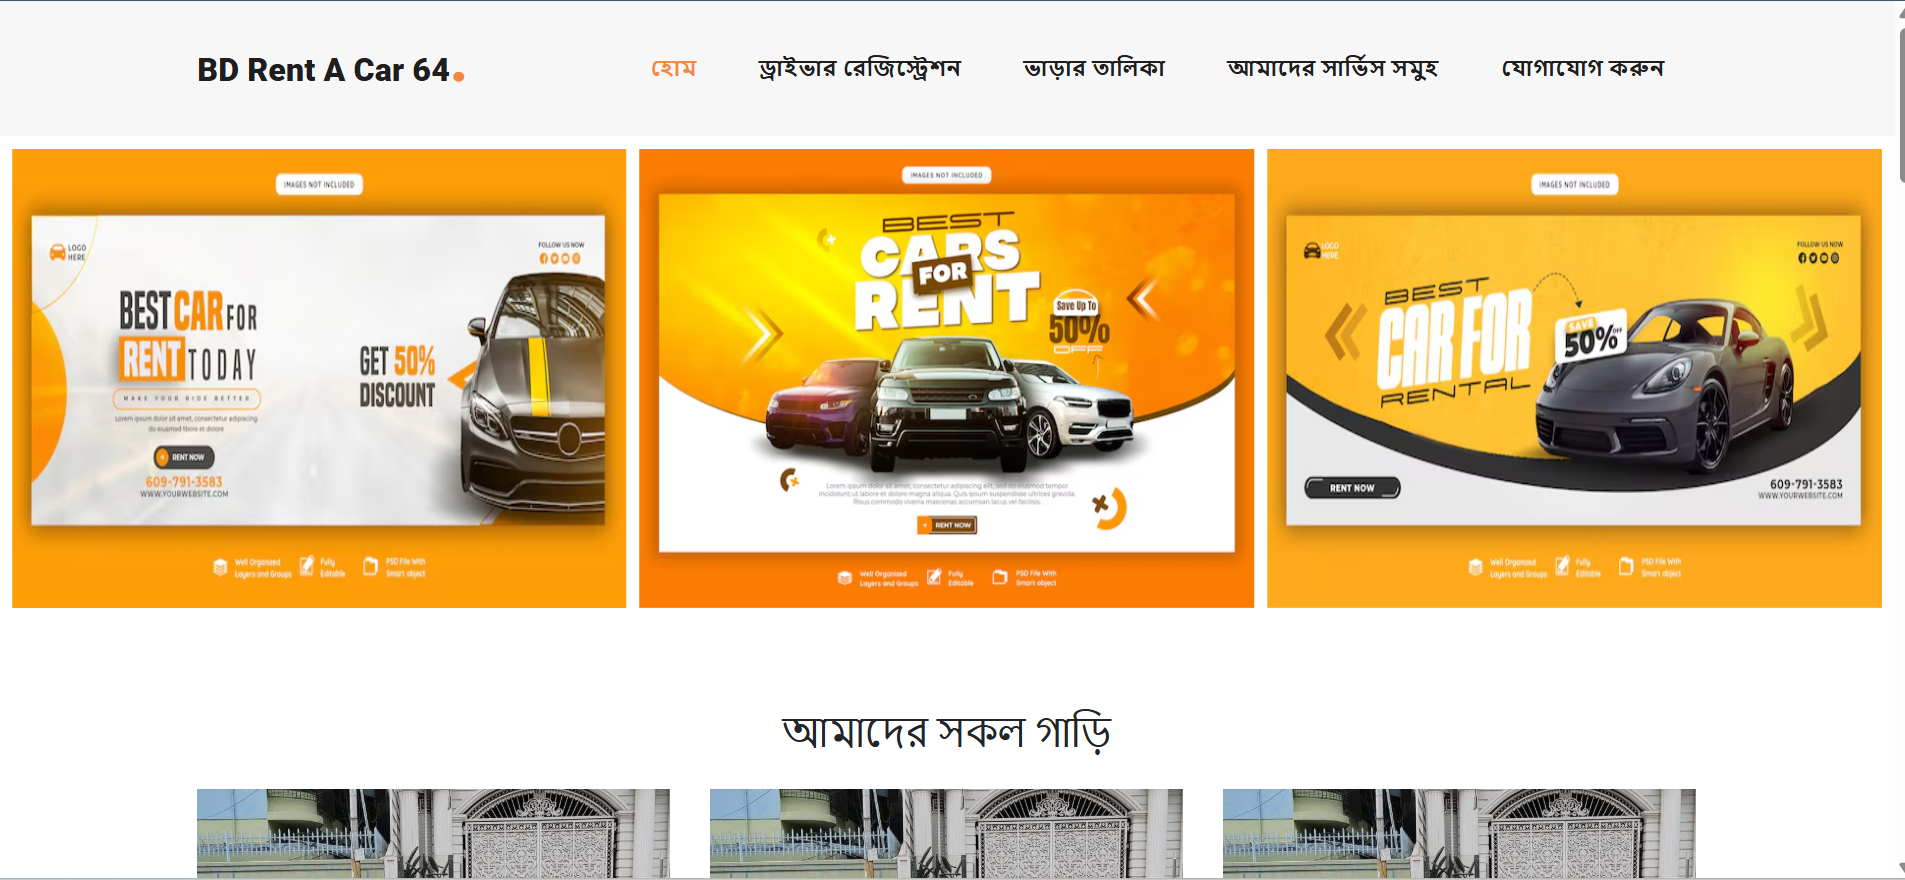 BD Rent A Car 64.
হোম
ড্রাইভার রেজিস্ট্রেশন
ভাড়ার তালিকা
আমাদের সার্ভিস সমুহ
যোগাযোগ করুন
IMAGES NOT INCLUDED
LOGO
HERE
FOLLOW US NOW
BEST CAR FOR
RENT TODAY
MAKE YOUR RIDE BETTER
Lorem ipsum dolor sit amet, consectetur adipiscing
do eiusmod tbore et dolore
RENT NOW
609-791-3583
WWW.YOURWEBSITE.COM
GET 50%
DISCOUNT
Well Organized
Layers and Groups
Fully
Editable
PSD File With
Smart object
IMAGES NOT INCLUDED
BEST
CARS
FOR
RENT
Save Up To
50%
OFF
Lorem ipsum dolor sit amet, consectetur adipiscing elit, sed do eiusmod tempor
incididunt ut labore et dolore magna aliqua. Quis ipsum suspendisse ultrices gravida.
Risus commodo viverra maecenas accumsan lacus vel facilisis.
RENT NOW
Well Organized
Layers and Groups
Fully
Editable
PSD File With
Smart object
IMAGES NOT INCLUDED
LOGO
HERE
FOLLOW US NOW
BEST
CAR FOR
RENTAL
SAVE
50% OFF
RENT NOW
609-791-3583
WWW.YOURWEBSITE.COM
Well Organized
Layers and Groups
Fully
Editable
PSD File With
Smart object
আমাদের সকল গাড়ি